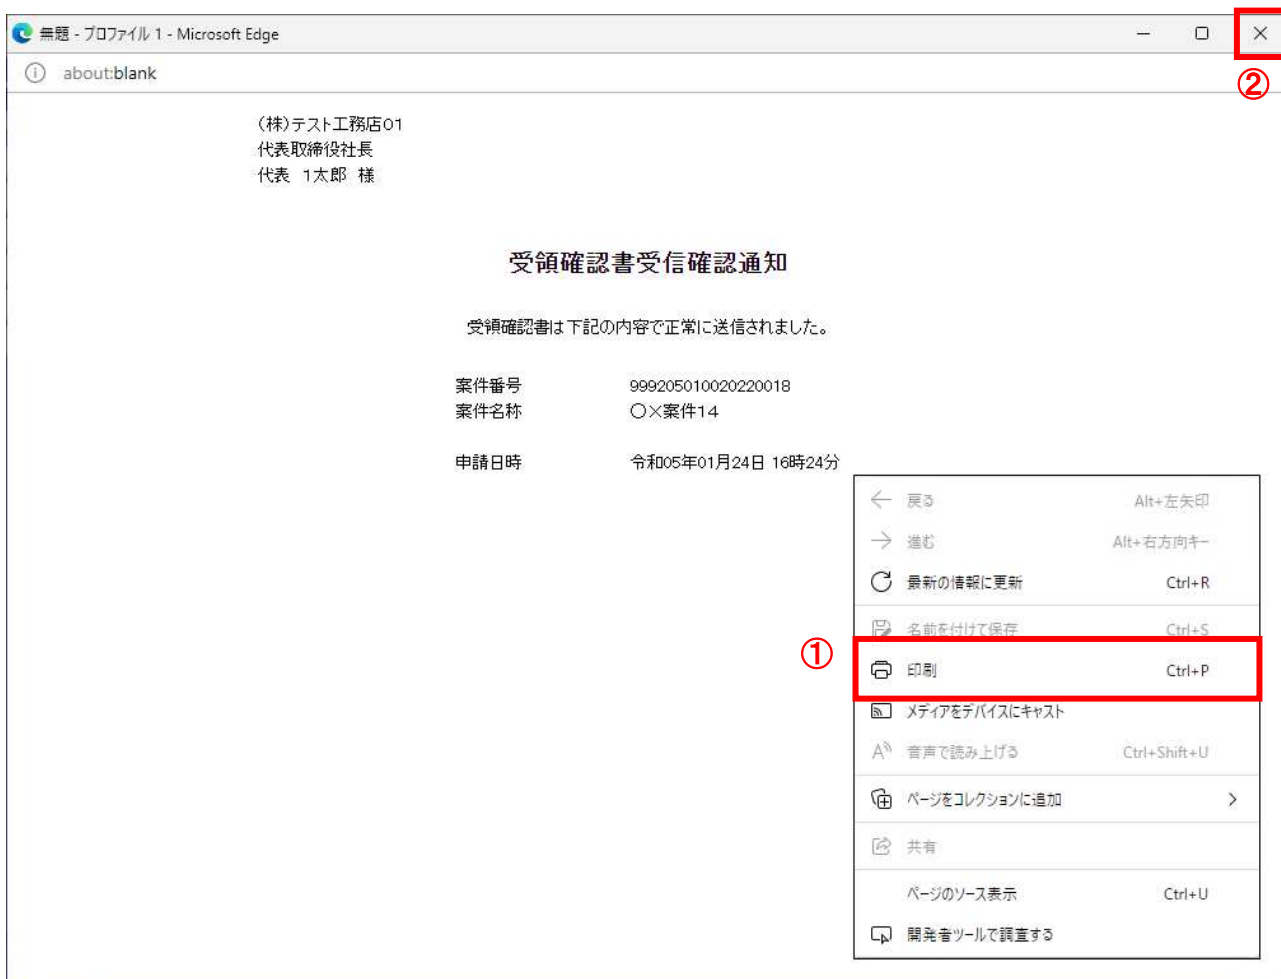 無題 - プロファイル 1 - Microsoft Edge
about:blank
②
(株)テスト工務店01
代表取締役社長
代表 1太郎 様
受領確認書受信確認通知
受領確認書は下記の内容で正常に送信されました。
案件番号 999205010020220018
案件名称 〇×案件14
申請日時 令和05年01月24日 16時24分
戻る Alt+左矢印
進む Alt+右方向キー
最新の情報に更新 Ctrl+R
名前を付けて保存 Ctrl+S
①
印刷 Ctrl+P
メディアをデバイスにキャスト
音声で読み上げる Ctrl+Shift+U
ページをコレクションに追加
共有
ページのソース表示 Ctrl+U
開発者ツールで調査する